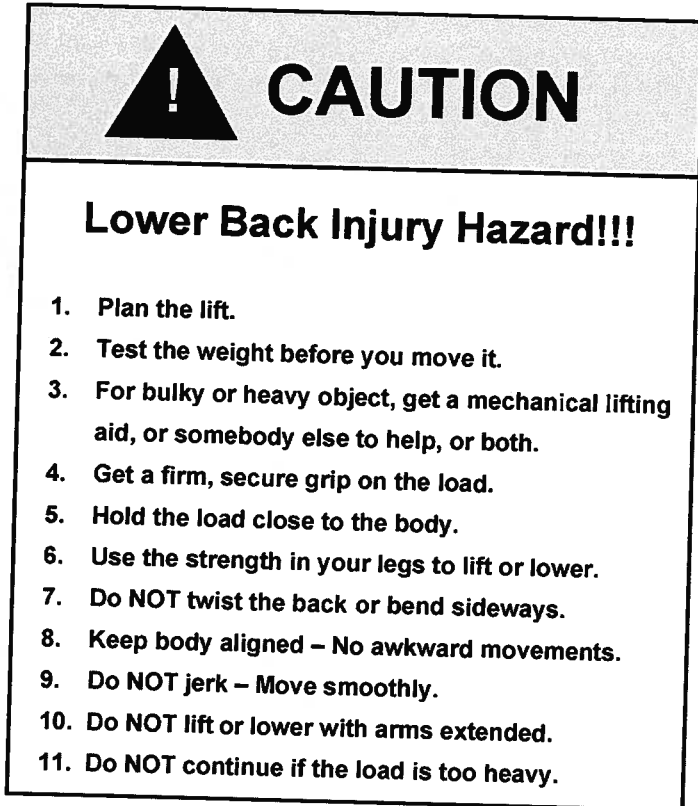 ! CAUTION
Lower Back Injury Hazard!!!
1. Plan the lift.
2. Test the weight before you move it.
3. For bulky or heavy object, get a mechanical lifting
aid, or somebody else to help, or both.
4. Get a firm, secure grip on the load.
5. Hold the load close to the body.
6. Use the strength in your legs to lift or lower.
7. Do NOT twist the back or bend sideways.
8. Keep body aligned – No awkward movements.
9. Do NOT jerk – Move smoothly.
10. Do NOT lift or lower with arms extended.
11. Do NOT continue if the load is too heavy.